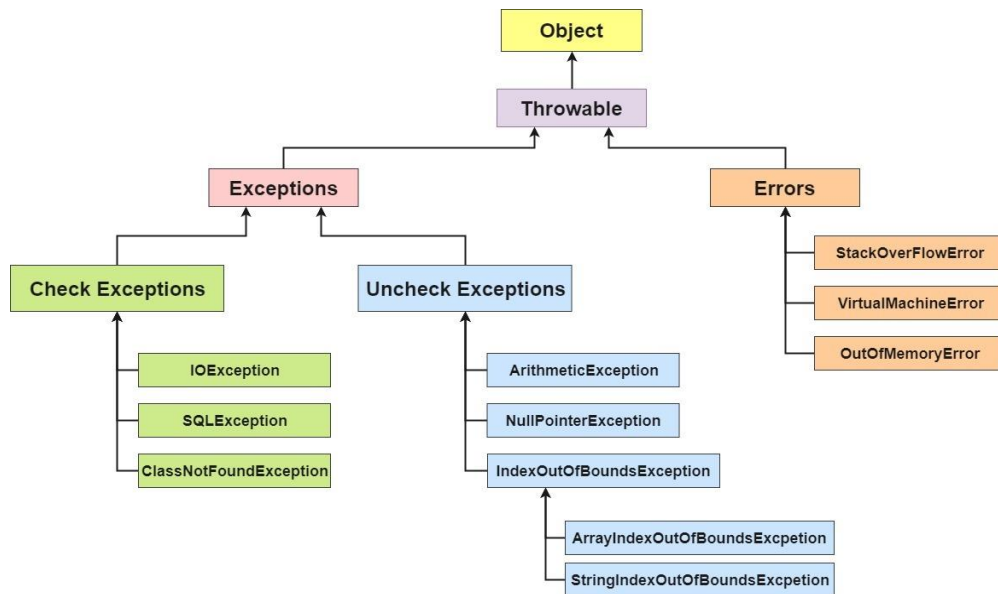 Object
Throwable
Exceptions
Errors
Check Exceptions
Uncheck Exceptions
StackOverFlowError
VirtualMachineError
OutOfMemoryError
IOException
SQLException
ClassNotFoundException
ArithmeticException
NullPointerException
IndexOutOfBoundsException
ArrayIndexOutOfBoundsExcpetion
StringIndexOutOfBoundsExcpetion